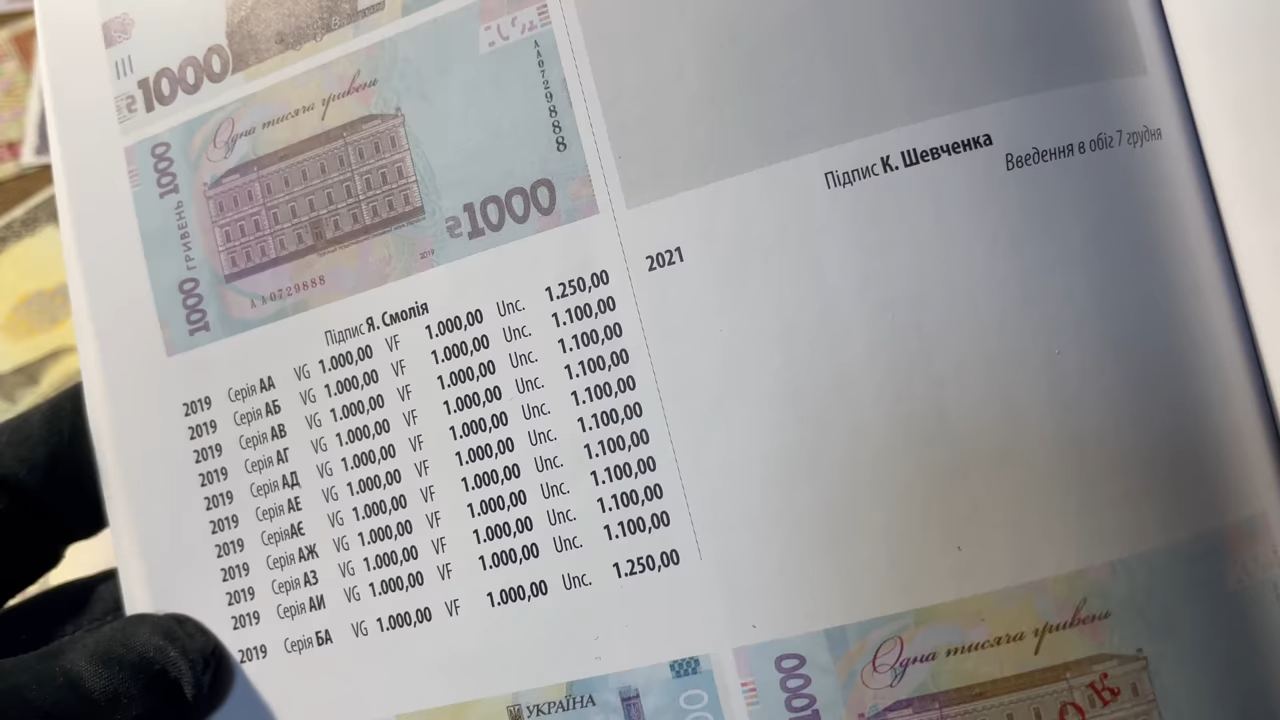 ₴1000
Одна тисяча гривень
АА0729888
1000 ГРИВЕНЬ 1000
₴1000
2019
АА0729888
Підпис Я. Смолія
2019 Серія АА VG 1.000,00 VF 1.000,00 Unc. 1.250,00
2019 Серія АБ VG 1.000,00 VF 1.000,00 Unc. 1.100,00
2019 Серія АВ VG 1.000,00 VF 1.000,00 Unc. 1.100,00
2019 Серія АГ VG 1.000,00 VF 1.000,00 Unc. 1.100,00
2019 Серія АД VG 1.000,00 VF 1.000,00 Unc. 1.100,00
2019 Серія АЕ VG 1.000,00 VF 1.000,00 Unc. 1.100,00
2019 СеріяАЄ VG 1.000,00 VF 1.000,00 Unc. 1.100,00
2019 Серія АЖ VG 1.000,00 VF 1.000,00 Unc. 1.100,00
2019 Серія АЗ VG 1.000,00 VF 1.000,00 Unc. 1.100,00
2019 Серія АИ VG 1.000,00 VF 1.000,00 Unc. 1.100,00
2019 Серія БА VG 1.000,00 VF 1.000,00 Unc. 1.250,00
УКРАЇНА
Підпис К. Шевченка
Введення в обіг 7 грудня
2021
Одна тисяча гривень